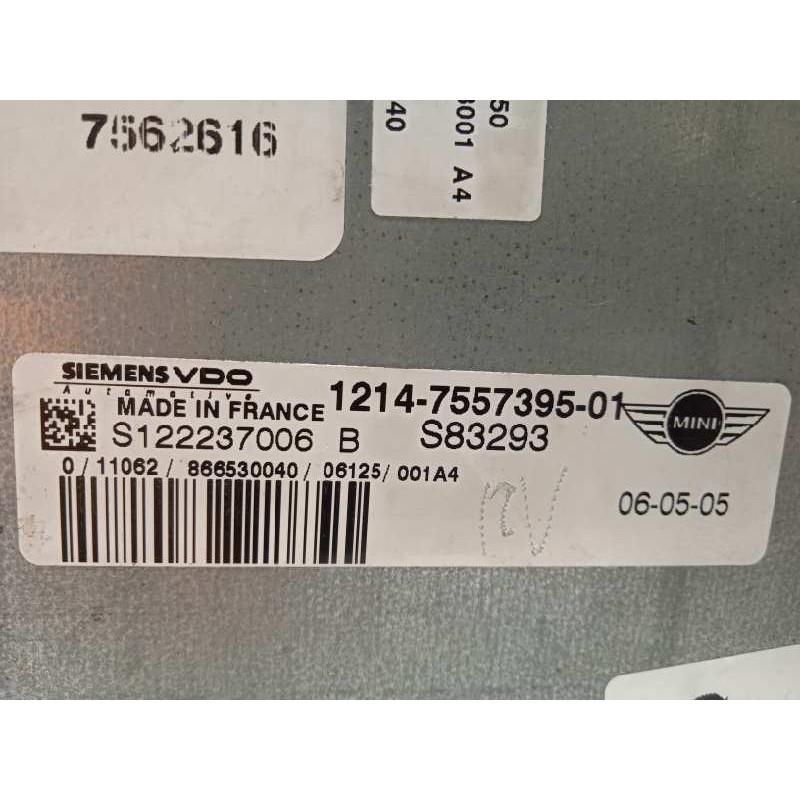 7562616
50
001 A4
40
SIEMENS VDO
Automotive
MADE IN FRANCE
1214-7557395-01
MINI
S122237006 B S83293
0/11062/866530040/06125/001A4
06-05-05